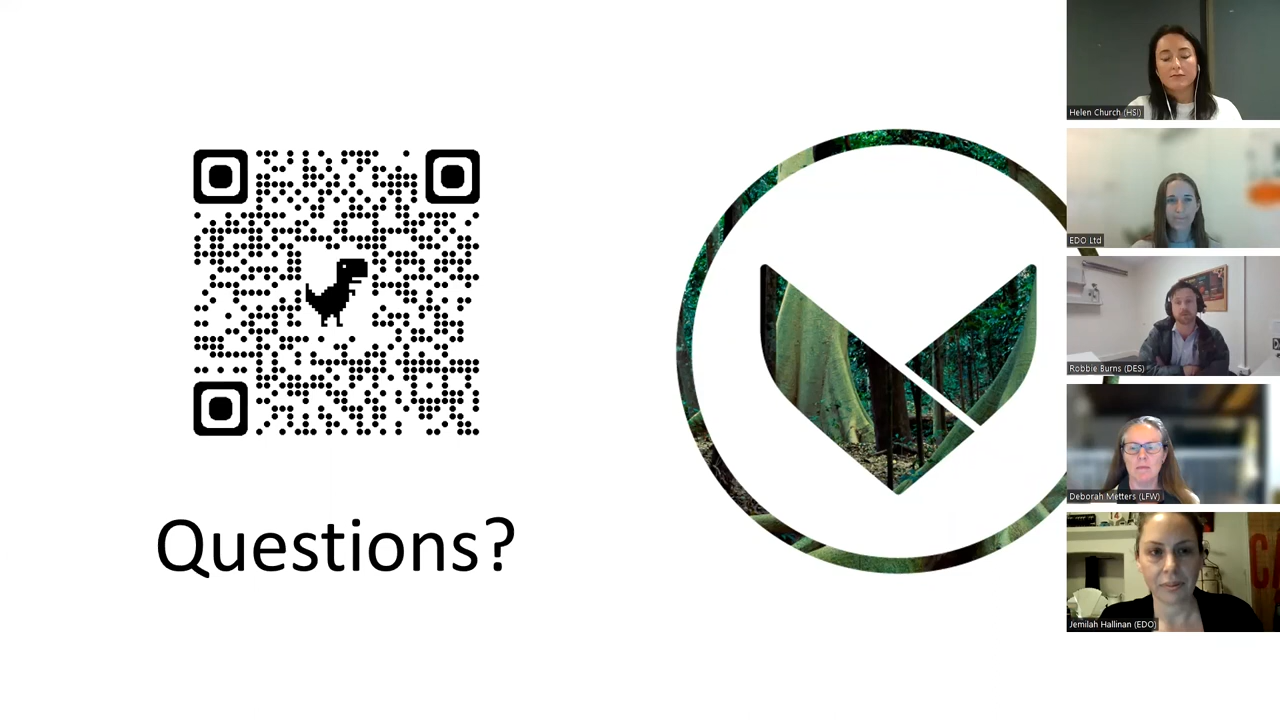 Questions?
Helen Church (HSI)
EDO Ltd
Robbie Burns (DES)
Deborah Metters (LFW)
Jemilah Hallinan (EDO)